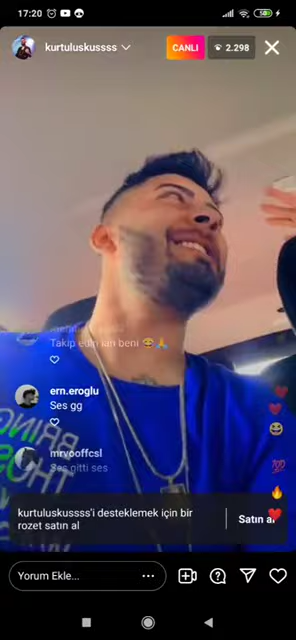 17:20
kurtuluskussss
CANLI
2.298
Takip edin lan beni 😂🙏
ern.eroglu
Ses gg
mrvooffcsl
Ses gitti ses
kurtuluskussss'i desteklemek için bir
rozet satın al
Satın al
Yorum Ekle...